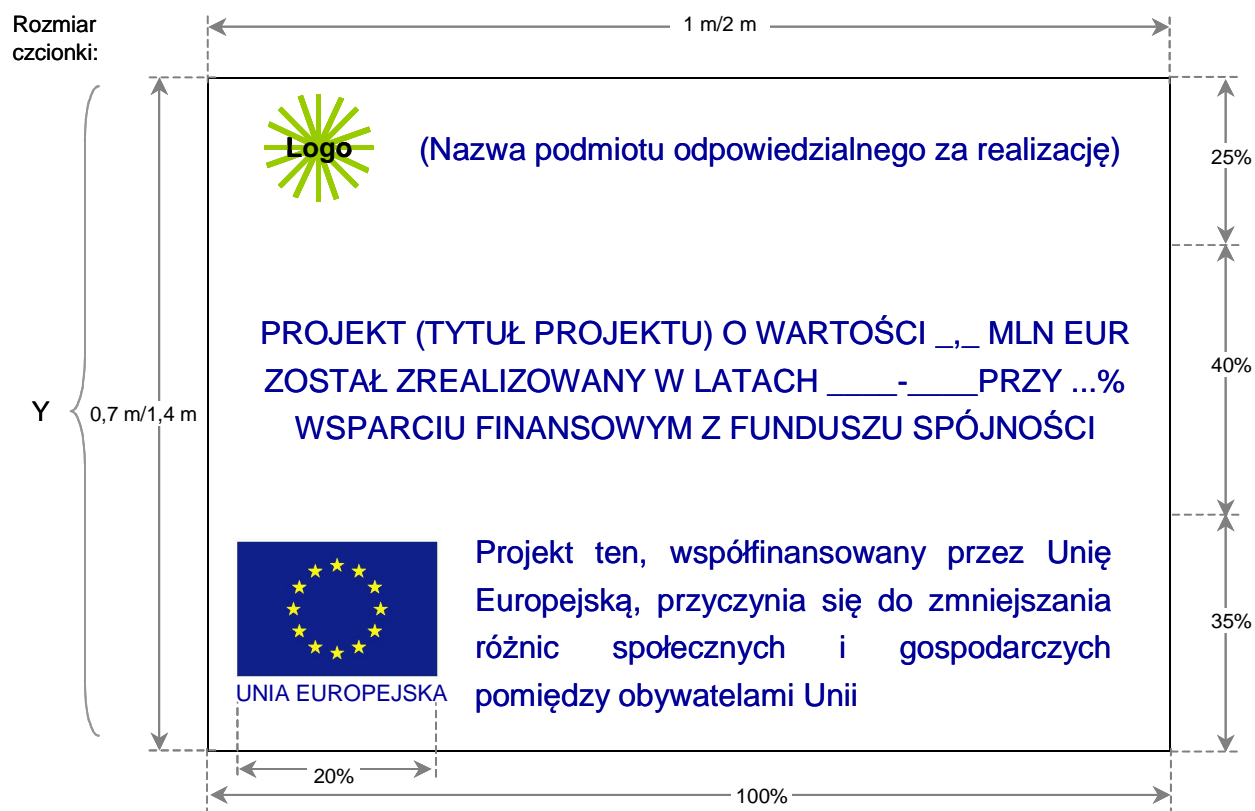 Rozmiar
czcionki:
1 m/2 m
Logo
(Nazwa podmiotu odpowiedzialnego za realizację)
25%
PROJEKT (TYTUŁ PROJEKTU) O WARTOŚCI _,_ MLN EUR
ZOSTAŁ ZREALIZOWANY W LATACH ____-____PRZY ...%
WSPARCIU FINANSOWYM Z FUNDUSZU SPÓJNOŚCI
40%
Y
0,7 m/1,4 m
Projekt ten, współfinansowany przez Unię
Europejską, przyczynia się do zmniejszania
różnic społecznych i gospodarczych
pomiędzy obywatelami Unii
35%
UNIA EUROPEJSKA
20%
100%